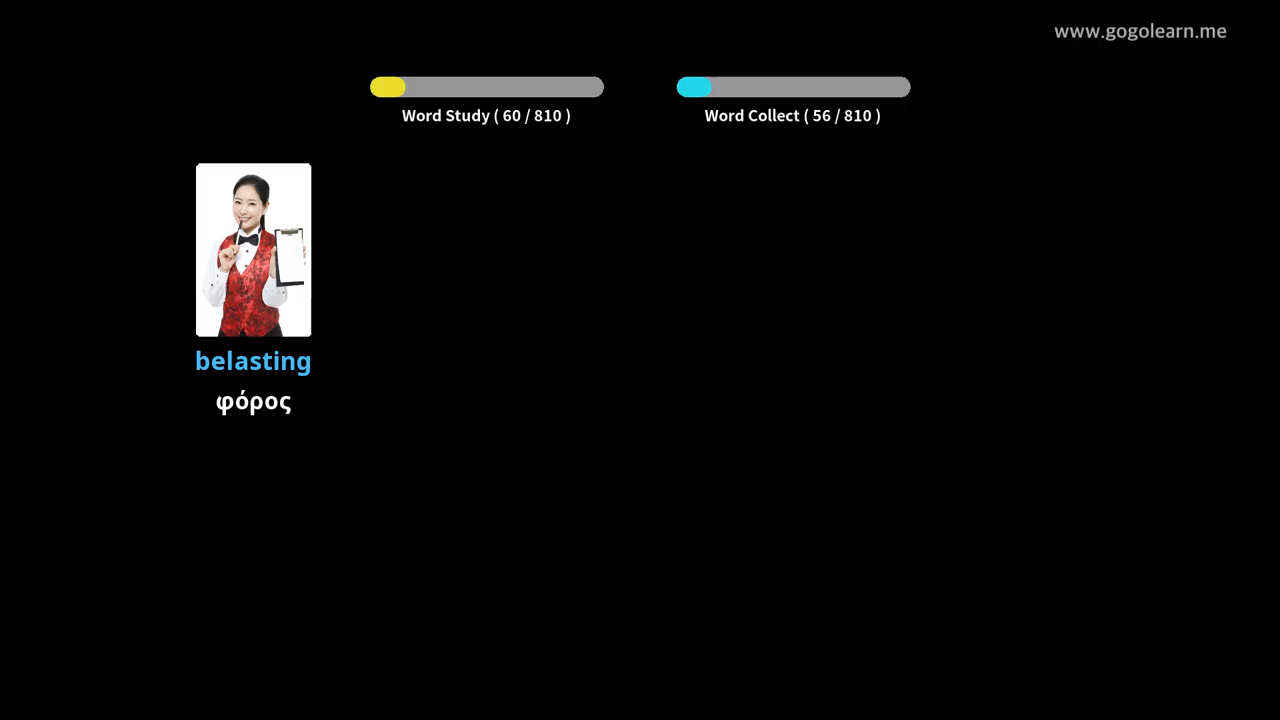 www.gogolearn.me
Word Study ( 60 / 810 )
Word Collect ( 56 / 810 )
belasting
φόρος